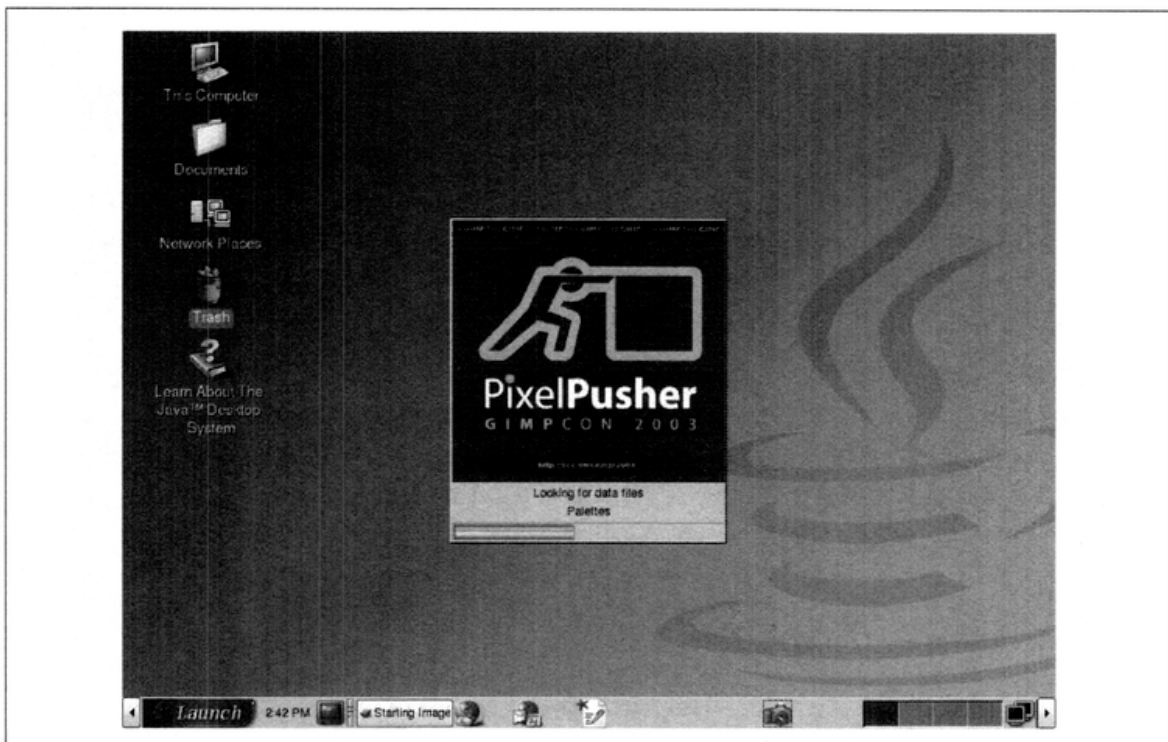 This Computer
Documents
Network Places
Trash
Learn About The
Java™ Desktop
System
PixelPusher
GIMPCON 2003
Looking for data files
Palettes
Launch
2:42 PM
Starting Image